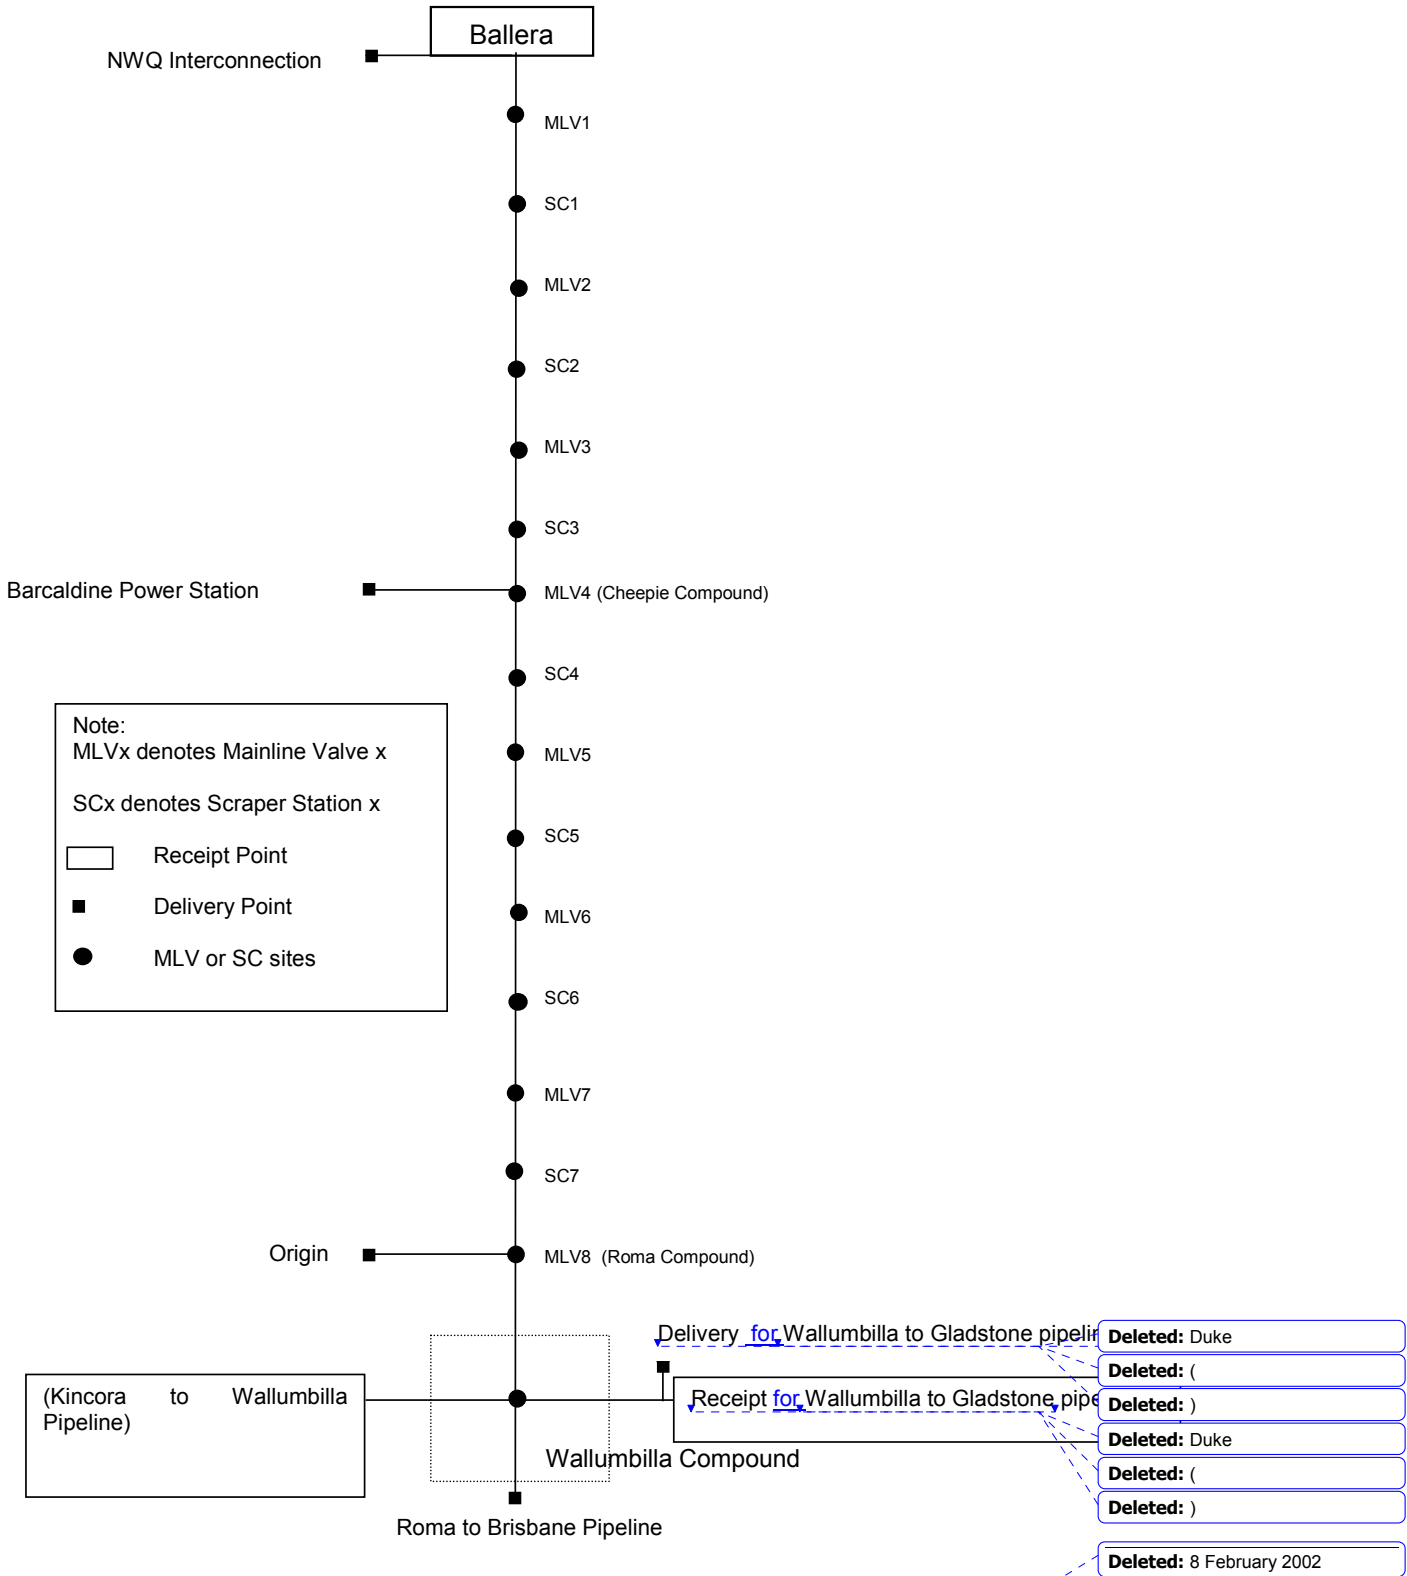 Ballera
NWQ Interconnection
MLV1
SC1
MLV2
SC2
MLV3
SC3
Barcaldine Power Station
MLV4 (Cheepie Compound)
SC4
Note:
MLVx denotes Mainline Valve x
MLV5
SCx denotes Scraper Station x
SC5
Receipt Point
Delivery Point
MLV6
MLV or SC sites
SC6
MLV7
SC7
Origin
MLV8 (Roma Compound)
Delivery for Wallumbilla to Gladstone
Deleted: Duke
Deleted: (
(Kincora to Wallumbilla
Pipeline)
Receipt for Wallumbilla to Gladstone
Deleted: )
Deleted: Duke
Wallumbilla Compound
Deleted: (
Deleted: )
Roma to Brisbane Pipeline
Deleted: 8 February 2002